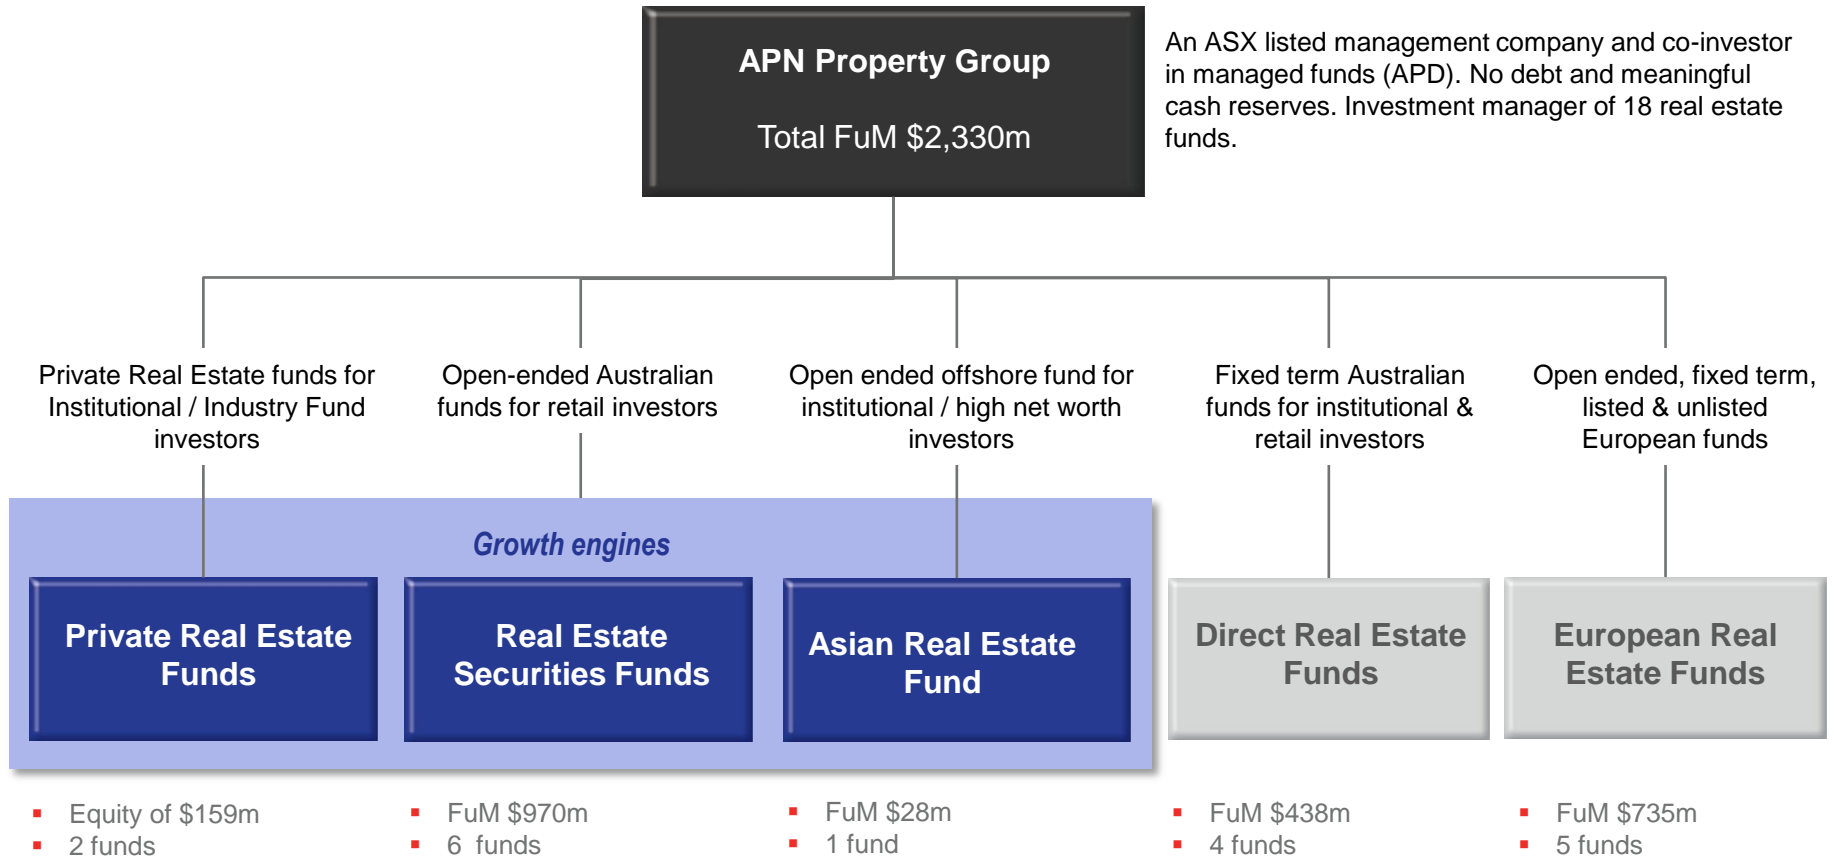 APN Property Group
Total FuM $2,330m
An ASX listed management company and co-investor
in managed funds (APD). No debt and meaningful
cash reserves. Investment manager of 18 real estate
funds.
Private Real Estate funds for
Institutional / Industry Fund
investors
Open-ended Australian
funds for retail investors
Open ended offshore fund for
institutional / high net worth
investors
Fixed term Australian
funds for institutional &
retail investors
Open ended, fixed term,
listed & unlisted
European funds
Growth engines
Private Real Estate
Funds
Real Estate
Securities Funds
Asian Real Estate
Fund
Direct Real Estate
Funds
European Real
Estate Funds
▪ Equity of $159m
▪ 2 funds
▪ FuM $970m
▪ 6 funds
▪ FuM $28m
▪ 1 fund
▪ FuM $438m
▪ 4 funds
▪ FuM $735m
▪ 5 funds